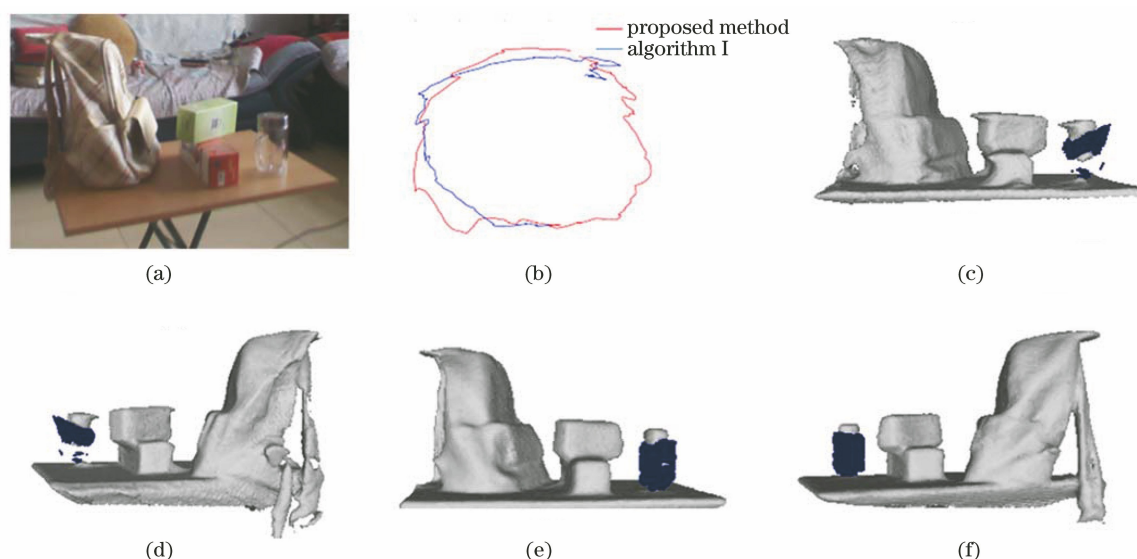 proposed method
algorithm I
(a)
(b)
(c)
(d)
(e)
(f)